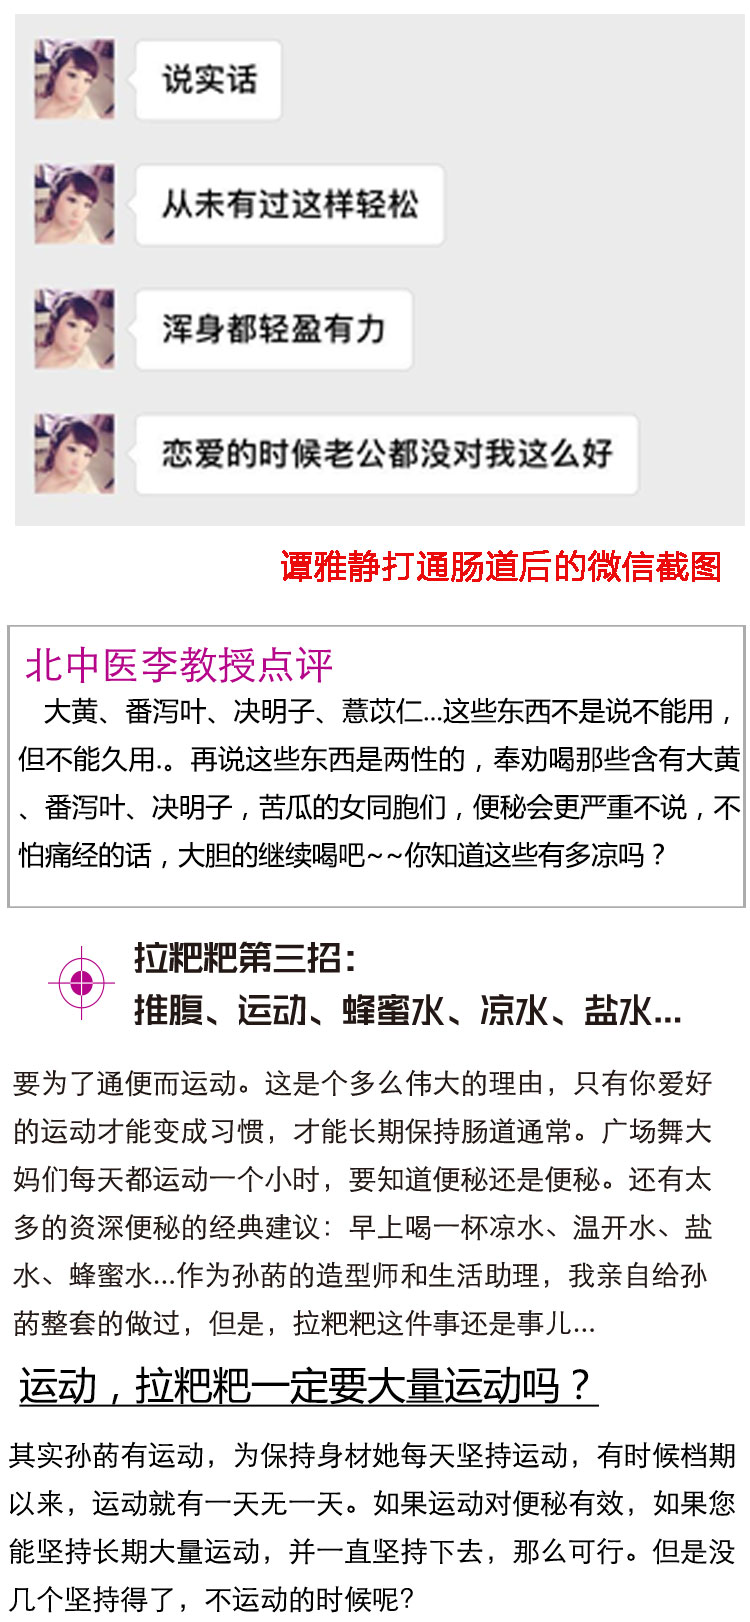 说实话
从未有过这样轻松
浑身都轻盈有力
恋爱的时候老公都没对我这么好
谭雅静打通肠道后的微信截图
北中医李教授点评
大黄、番泻叶、决明子、薏苡仁...这些东西不是说不能用，
但不能久用.。再说这些东西是两性的，奉劝喝那些含有大黄
、番泻叶、决明子，苦瓜的女同胞们，便秘会更严重不说，不
怕痛经的话，大胆的继续喝吧~~你知道这些有多凉吗？
拉粑粑第三招：
推腹、运动、蜂蜜水、凉水、盐水...
要为了通便而运动。这是个多么伟大的理由，只有你爱好
的运动才能变成习惯，才能长期保持肠道通常。广场舞大
妈们每天都运动一个小时，要知道便秘还是便秘。还有太
多的资深便秘的经典建议：早上喝一杯凉水、温开水、盐
水、蜂蜜水...作为孙菂的造型师和生活助理，我亲自给孙
菂整套的做过，但是，拉粑粑这件事还是事儿...
运动，拉粑粑一定要大量运动吗？
其实孙菂有运动，为保持身材她每天坚持运动，有时候档期
以来，运动就有一天无一天。如果运动对便秘有效，如果您
能坚持长期大量运动，并一直坚持下去，那么可行。但是没
几个坚持得了，不运动的时候呢?